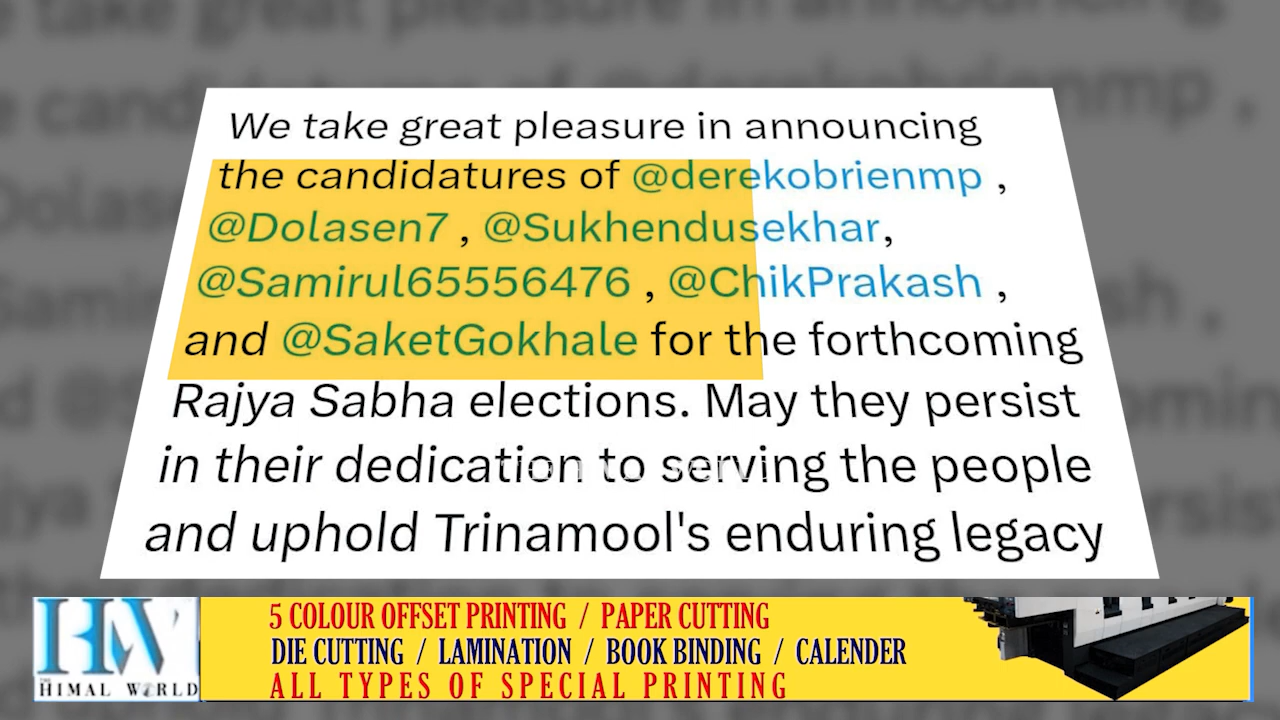 We take great pleasure in announcing
the candidatures of @derekobrienmp ,
@Dolasen7 , @Sukhendusekhar,
@Samirul65556476 , @ChikPrakash ,
and @SaketGokhale for the forthcoming
Rajya Sabha elections. May they persist
in their dedication to serving the people
and uphold Trinamool's enduring legacy
HW
THE HIMAL WORLD
5 COLOUR OFFSET PRINTING / PAPER CUTTING
DIE CUTTING / LAMINATION / BOOK BINDING / CALENDER
ALL TYPES OF SPECIAL PRINTING